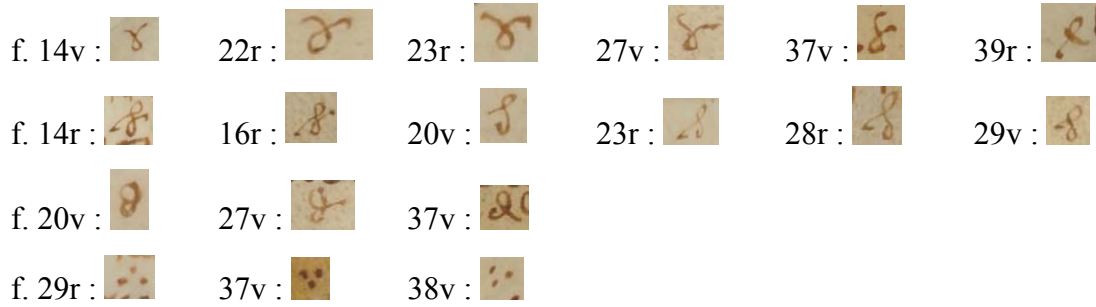 f. 14v : 22r : 23r : 27v : 37v : 39r :
f. 14r : 16r : 20v : 23r : 28r : 29v :
f. 20v : 27v : 37v :
f. 29r : 37v : 38v :